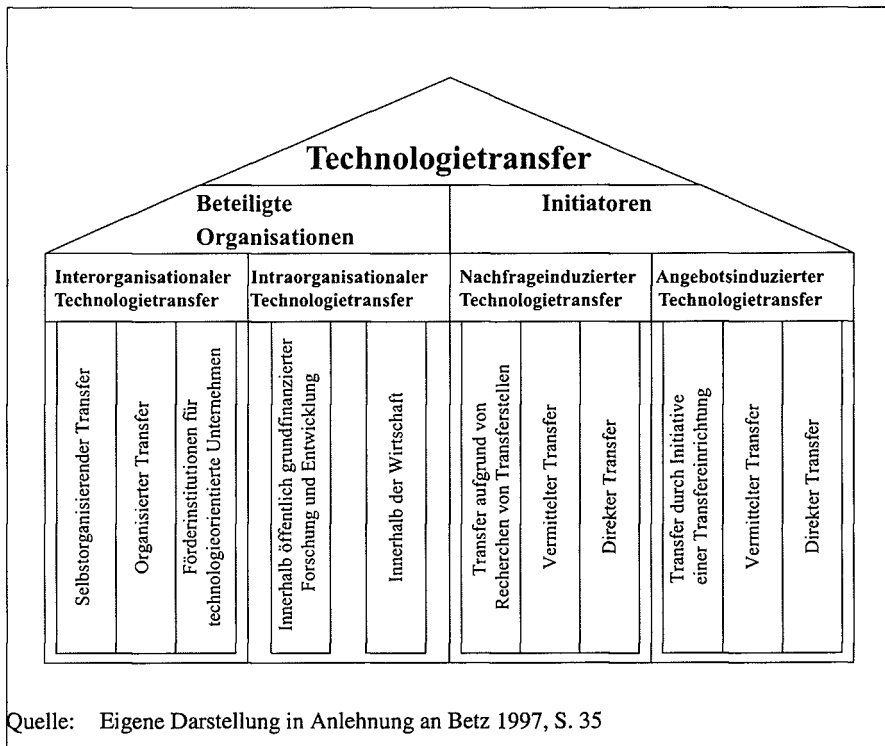 Technologietransfer
Beteiligte
Organisationen
Initiatoren
Interorganisationaler
Technologietransfer
Intraorganisationaler
Technologietransfer
Nachfrageinduzierter
Technologietransfer
Angebotsinduzierter
Technologietransfer
Selbstorganisierender Transfer
Organisierter Transfer
Förderinstitutionen für
technologieorientierte Unternehmen
Innerhalb öffentlich grundfinanzierter
Forschung und Entwicklung
Innerhalb der Wirtschaft
Transfer aufgrund von
Recherchen von Transferstellen
Vermittelter Transfer
Direkter Transfer
Transfer durch Initiative
einer Transfereinrichtung
Vermittelter Transfer
Direkter Transfer
Quelle: Eigene Darstellung in Anlehnung an Betz 1997, S. 35